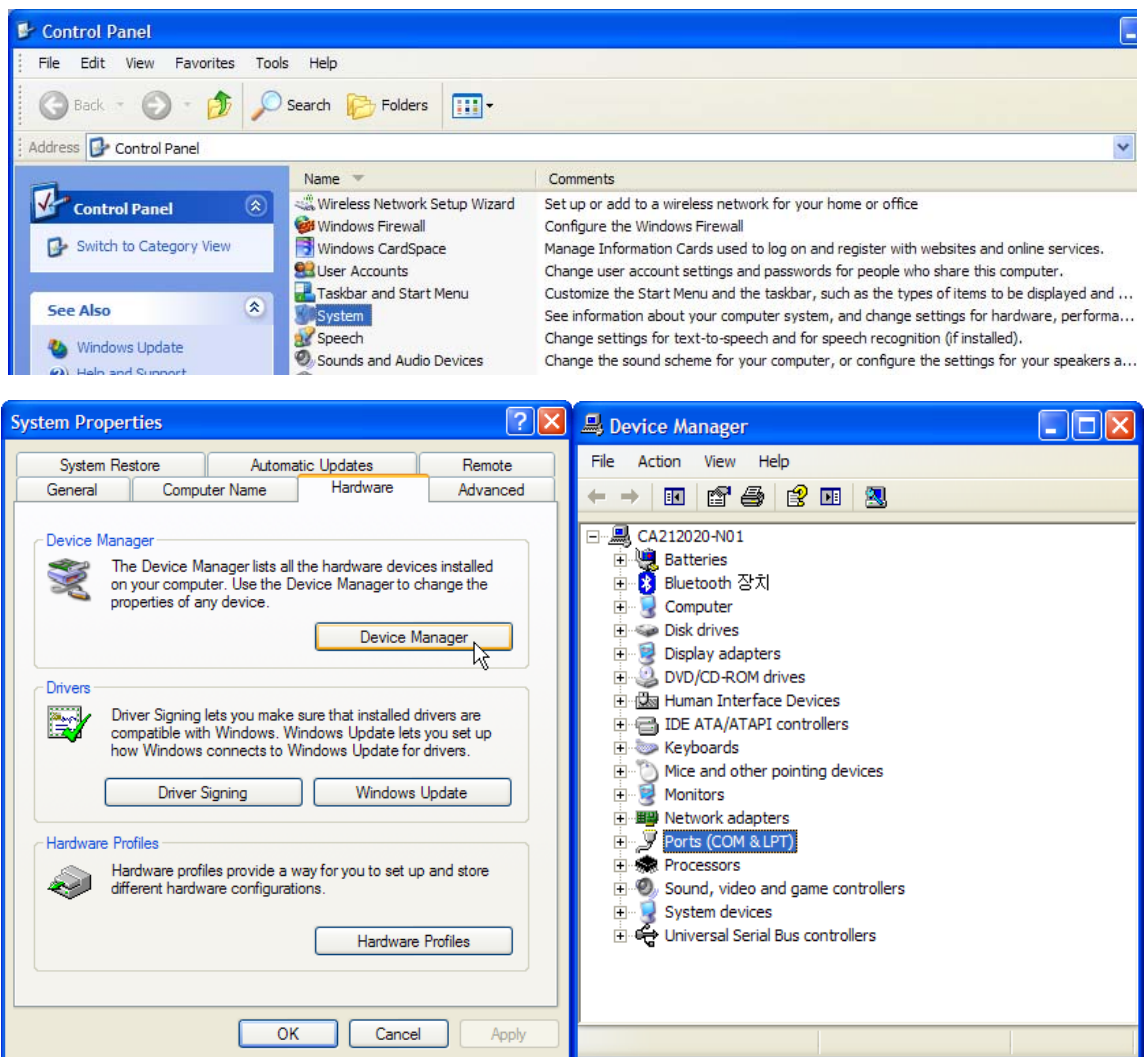 Control Panel
File Edit View Favorites Tools Help
Back Search Folders
Address Control Panel
Name Comments
Control Panel
Switch to Category View
See Also
Windows Update
Help and Support
Wireless Network Setup Wizard Set up or add to a wireless network for your home or office
Windows Firewall Configure the Windows Firewall
Windows CardSpace Manage Information Cards used to log on and register with websites and online services.
User Accounts Change user account settings and passwords for people who share this computer.
Taskbar and Start Menu Customize the Start Menu and the taskbar, such as the types of items to be displayed and ...
System See information about your computer system, and change settings for hardware, performa...
Speech Change settings for text-to-speech and for speech recognition (if installed).
Sounds and Audio Devices Change the sound scheme for your computer, or configure the settings for your speakers a...
System Properties
System Restore Automatic Updates Remote
General Computer Name Hardware Advanced
Device Manager
The Device Manager lists all the hardware devices installed
on your computer. Use the Device Manager to change the
properties of any device.
Device Manager
Drivers
Driver Signing lets you make sure that installed drivers are
compatible with Windows. Windows Update lets you set up
how Windows connects to Windows Update for drivers.
Driver Signing Windows Update
Hardware Profiles
Hardware profiles provide a way for you to set up and store
different hardware configurations.
Hardware Profiles
OK Cancel Apply
Device Manager
File Action View Help
CA212020-N01
Batteries
Bluetooth 장치
Computer
Disk drives
Display adapters
DVD/CD-ROM drives
Human Interface Devices
IDE ATA/ATAPI controllers
Keyboards
Mice and other pointing devices
Monitors
Network adapters
Ports (COM & LPT)
Processors
Sound, video and game controllers
System devices
Universal Serial Bus controllers